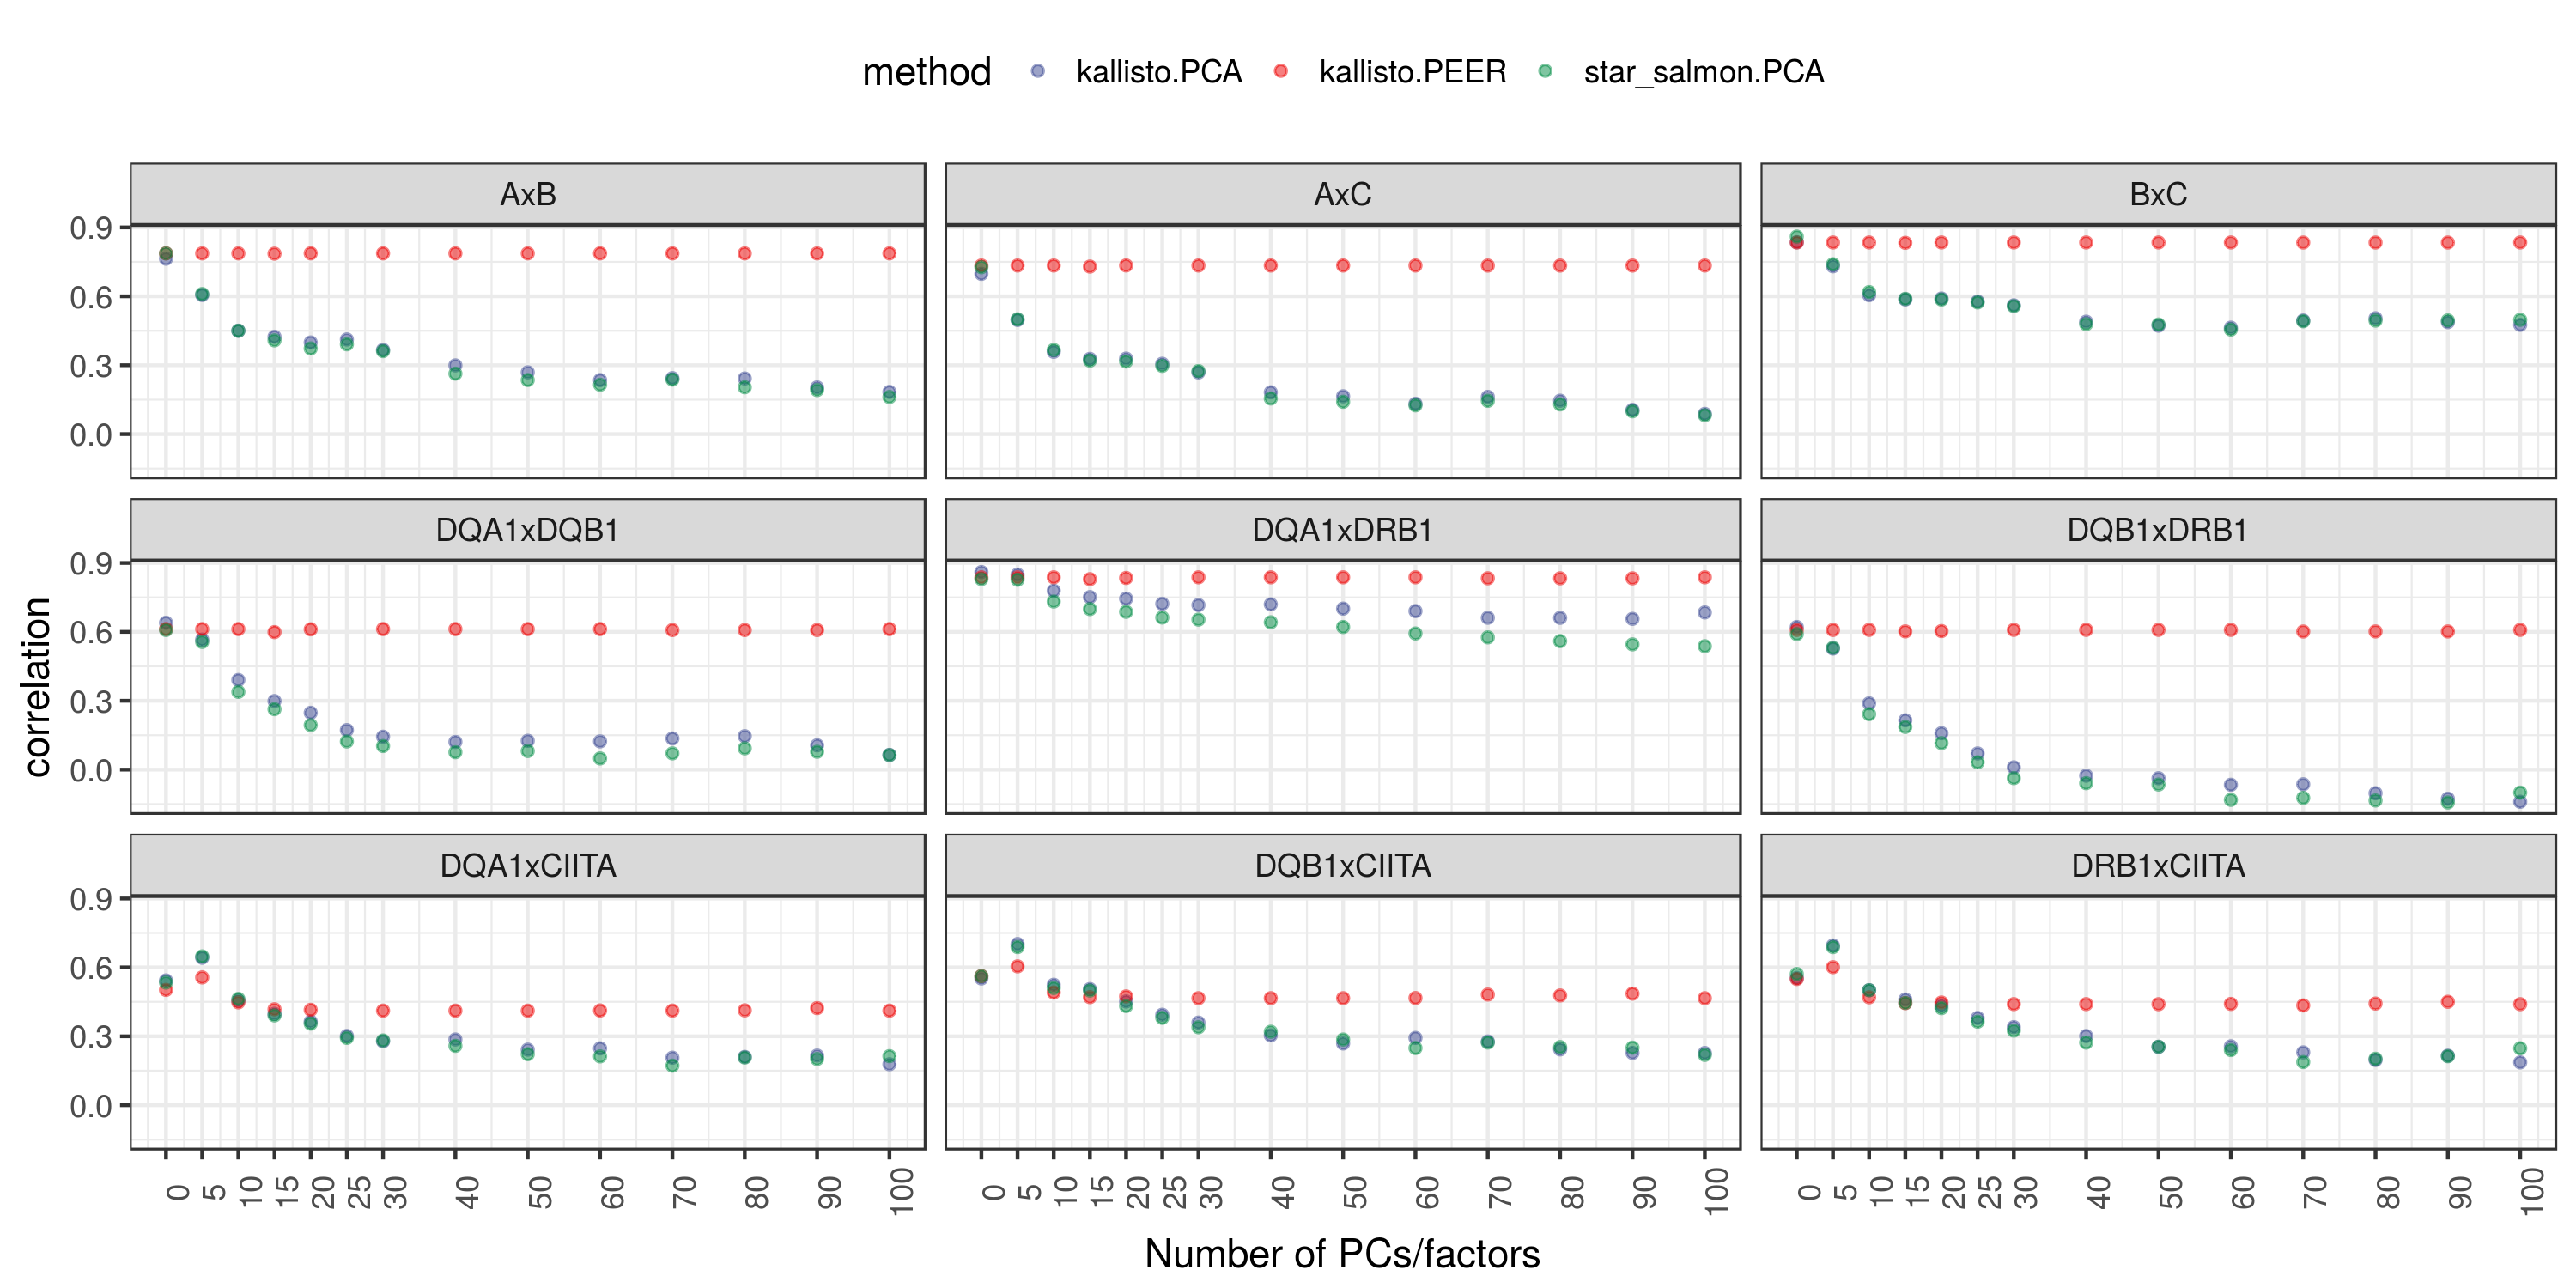 method kallisto.PCA kallisto.PEER star_salmon.PCA
AxB AxC BxC
0.9
0.6
0.3
0.0
DQA1xDQB1 DQA1xDRB1 DQB1xDRB1
0.9
0.6
0.3
0.0
correlation
DQA1xCIITA DQB1xCIITA DRB1xCIITA
0.9
0.6
0.3
0.0
0 5 10 15 20 25 30 40 50 60 70 80 90 100 0 5 10 15 20 25 30 40 50 60 70 80 90 100 0 5 10 15 20 25 30 40 50 60 70 80 90 100
Number of PCs/factors